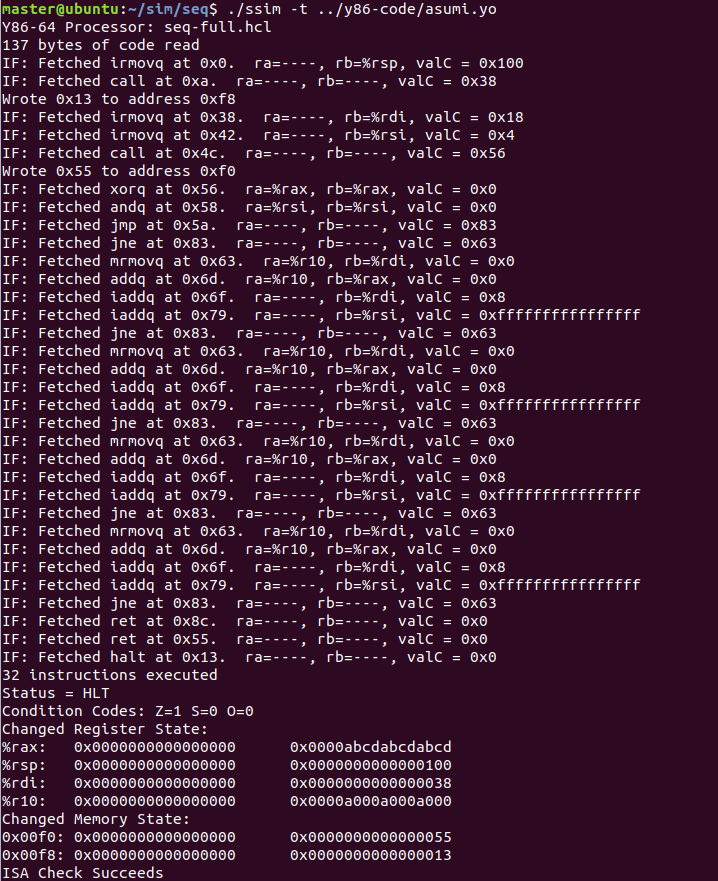 master@ubuntu:~/sim/seq$ ./ssim -t ../y86-code/asumi.yo
Y86-64 Processor: seq-full.hcl
137 bytes of code read
IF: Fetched irmovq at 0x0.  ra=----, rb=%rsp, valC = 0x100
IF: Fetched call at 0xa.  ra=----, rb=----, valC = 0x38
Wrote 0x13 to address 0xf8
IF: Fetched irmovq at 0x38.  ra=----, rb=%rdi, valC = 0x18
IF: Fetched irmovq at 0x42.  ra=----, rb=%rsi, valC = 0x4
IF: Fetched call at 0x4c.  ra=----, rb=----, valC = 0x56
Wrote 0x55 to address 0xf0
IF: Fetched xorq at 0x56.  ra=%rax, rb=%rax, valC = 0x0
IF: Fetched andq at 0x58.  ra=%rsi, rb=%rsi, valC = 0x0
IF: Fetched jmp at 0x5a.  ra=----, rb=----, valC = 0x83
IF: Fetched jne at 0x83.  ra=----, rb=----, valC = 0x63
IF: Fetched mrmovq at 0x63.  ra=%r10, rb=%rdi, valC = 0x0
IF: Fetched addq at 0x6d.  ra=%r10, rb=%rax, valC = 0x0
IF: Fetched iaddq at 0x6f.  ra=----, rb=%rdi, valC = 0x8
IF: Fetched iaddq at 0x79.  ra=----, rb=%rsi, valC = 0xffffffffffffffff
IF: Fetched jne at 0x83.  ra=----, rb=----, valC = 0x63
IF: Fetched mrmovq at 0x63.  ra=%r10, rb=%rdi, valC = 0x0
IF: Fetched addq at 0x6d.  ra=%r10, rb=%rax, valC = 0x0
IF: Fetched iaddq at 0x6f.  ra=----, rb=%rdi, valC = 0x8
IF: Fetched iaddq at 0x79.  ra=----, rb=%rsi, valC = 0xffffffffffffffff
IF: Fetched jne at 0x83.  ra=----, rb=----, valC = 0x63
IF: Fetched mrmovq at 0x63.  ra=%r10, rb=%rdi, valC = 0x0
IF: Fetched addq at 0x6d.  ra=%r10, rb=%rax, valC = 0x0
IF: Fetched iaddq at 0x6f.  ra=----, rb=%rdi, valC = 0x8
IF: Fetched iaddq at 0x79.  ra=----, rb=%rsi, valC = 0xffffffffffffffff
IF: Fetched jne at 0x83.  ra=----, rb=----, valC = 0x63
IF: Fetched mrmovq at 0x63.  ra=%r10, rb=%rdi, valC = 0x0
IF: Fetched addq at 0x6d.  ra=%r10, rb=%rax, valC = 0x0
IF: Fetched iaddq at 0x6f.  ra=----, rb=%rdi, valC = 0x8
IF: Fetched iaddq at 0x79.  ra=----, rb=%rsi, valC = 0xffffffffffffffff
IF: Fetched jne at 0x83.  ra=----, rb=----, valC = 0x63
IF: Fetched ret at 0x8c.  ra=----, rb=----, valC = 0x0
IF: Fetched ret at 0x55.  ra=----, rb=----, valC = 0x0
IF: Fetched halt at 0x13.  ra=----, rb=----, valC = 0x0
32 instructions executed
Status = HLT
Condition Codes: Z=1 S=0 O=0
Changed Register State:
%rax:   0x0000000000000000      0x0000abcdabcdabcd
%rsp:   0x0000000000000000      0x0000000000000100
%rdi:   0x0000000000000000      0x0000000000000038
%r10:   0x0000000000000000      0x0000a000a000a000
Changed Memory State:
0x00f0: 0x0000000000000000      0x0000000000000055
0x00f8: 0x0000000000000000      0x0000000000000013
ISA Check Succeeds